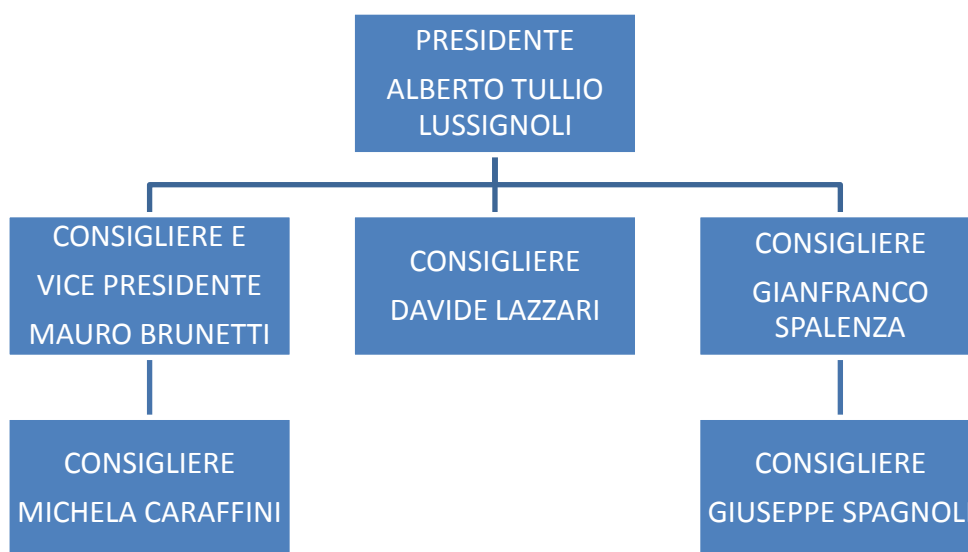 PRESIDENTE
ALBERTO TULLIO
LUSSIGNOLI
CONSIGLIERE E
VICE PRESIDENTE
MAURO BRUNETTI
CONSIGLIERE
DAVIDE LAZZARI
CONSIGLIERE
GIANFRANCO
SPALENZA
CONSIGLIERE
MICHELA CARAFFINI
CONSIGLIERE
GIUSEPPE SPAGNOLI